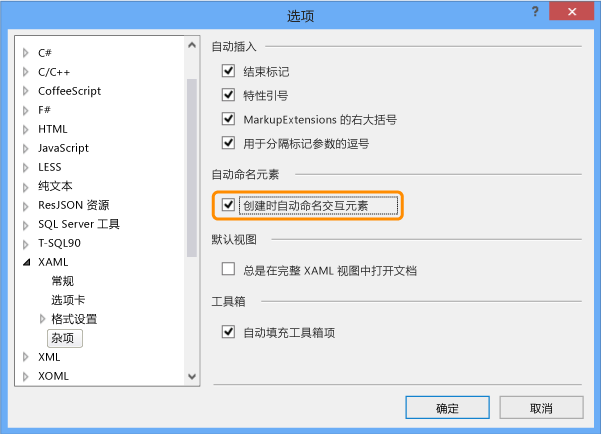 选项
?
C#
C/C++
CoffeeScript
F#
HTML
JavaScript
LESS
纯文本
ResJSON 资源
SQL Server 工具
T-SQL90
XAML
常规
选项卡
格式设置
杂项
XML
XOML
自动插入
结束标记
特性引号
MarkupExtensions 的右大括号
用于分隔标记参数的逗号
自动命名元素
创建时自动命名交互元素
默认视图
总是在完整 XAML 视图中打开文档
工具箱
自动填充工具箱项
确定
取消